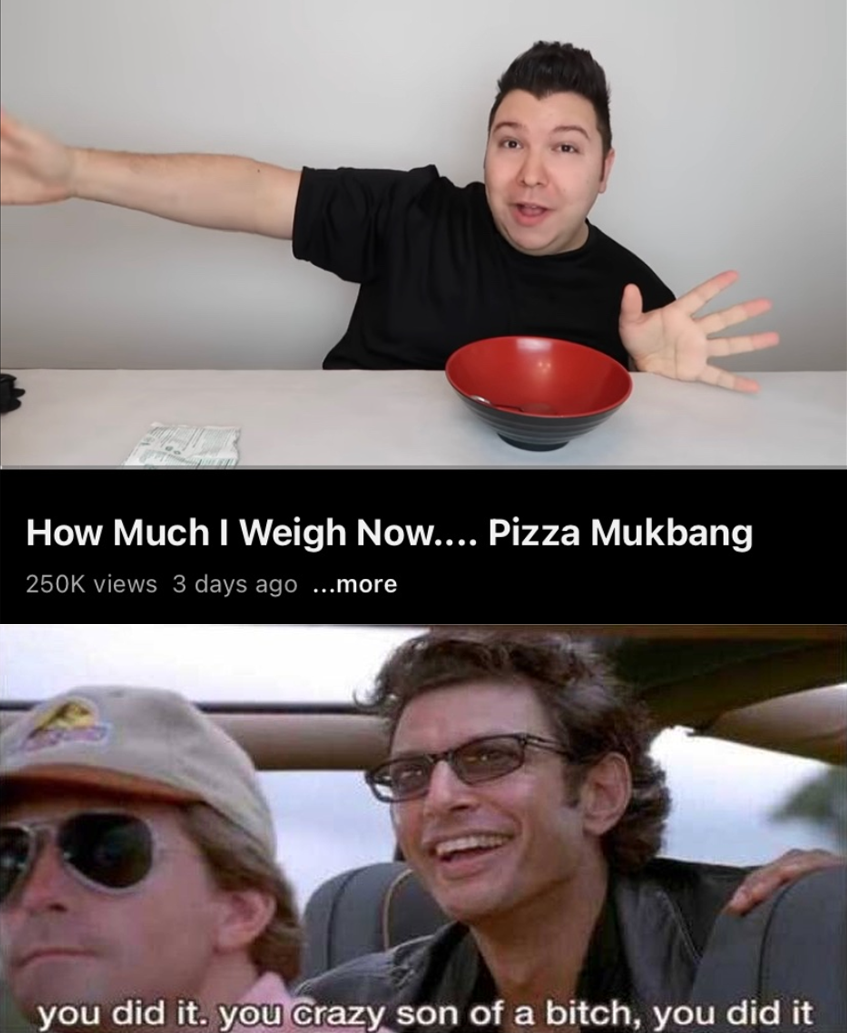 How Much I Weigh Now.... Pizza Mukbang
250K views 3 days ago ...more
you did it. you crazy son of a bitch, you did it